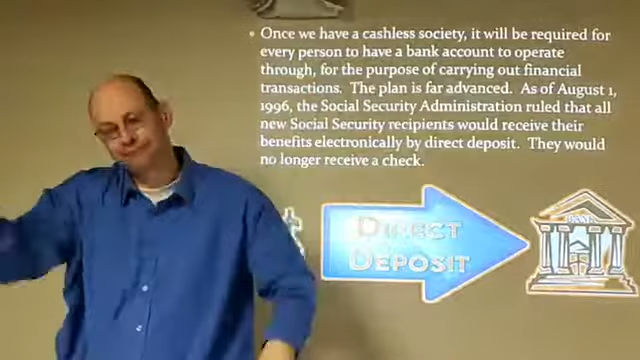 • Once we have a cashless society, it will be required for
every person to have a bank account to operate
through, for the purpose of carrying out financial
transactions. The plan is far advanced. As of August 1,
1996, the Social Security Administration ruled that all
new Social Security recipients would receive their
benefits electronically by direct deposit. They would
no longer receive a check.
DIRECT
DEPOSIT
BANK